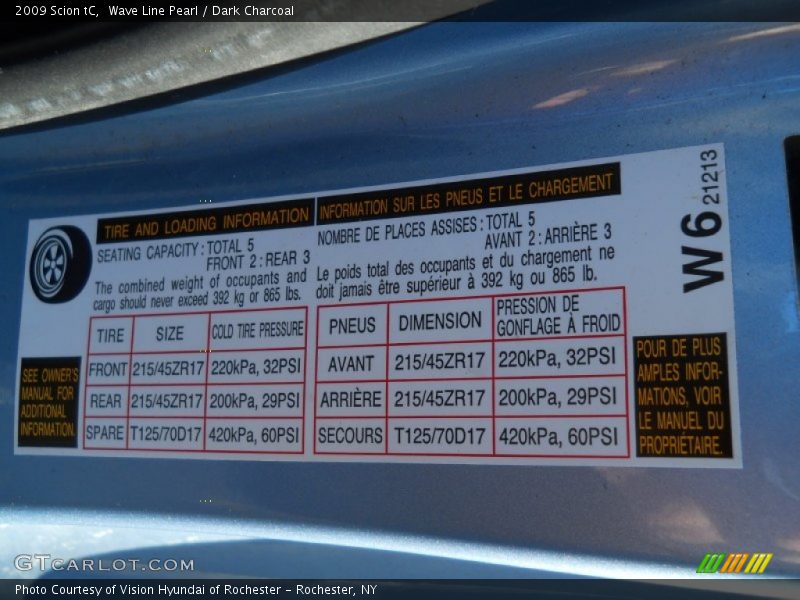 2009 Scion tC, Wave Line Pearl / Dark Charcoal
TIRE AND LOADING INFORMATION
SEATING CAPACITY : TOTAL 5
FRONT 2 : REAR 3
The combined weight of occupants and
cargo should never exceed 392 kg or 865 lbs.
INFORMATION SUR LES PNEUS ET LE CHARGEMENT
NOMBRE DE PLACES ASSISES : TOTAL 5
AVANT 2 : ARRIÈRE 3
Le poids total des occupants et du chargement ne
doit jamais être supérieur à 392 kg ou 865 lb.
W6 21213
SEE OWNER'S
MANUAL FOR
ADDITIONAL
INFORMATION.
TIRE SIZE COLD TIRE PRESSURE
FRONT 215/45ZR17 220kPa, 32PSI
REAR 215/45ZR17 200kPa, 29PSI
SPARE T125/70D17 420kPa, 60PSI
PNEUS DIMENSION PRESSION DE
GONFLAGE À FROID
AVANT 215/45ZR17 220kPa, 32PSI
ARRIÈRE 215/45ZR17 200kPa, 29PSI
SECOURS T125/70D17 420kPa, 60PSI
POUR DE PLUS
AMPLES INFOR-
MATIONS, VOIR
LE MANUEL DU
PROPRIÉTAIRE.
GTCARLOT.COM
Photo Courtesy of Vision Hyundai of Rochester - Rochester, NY